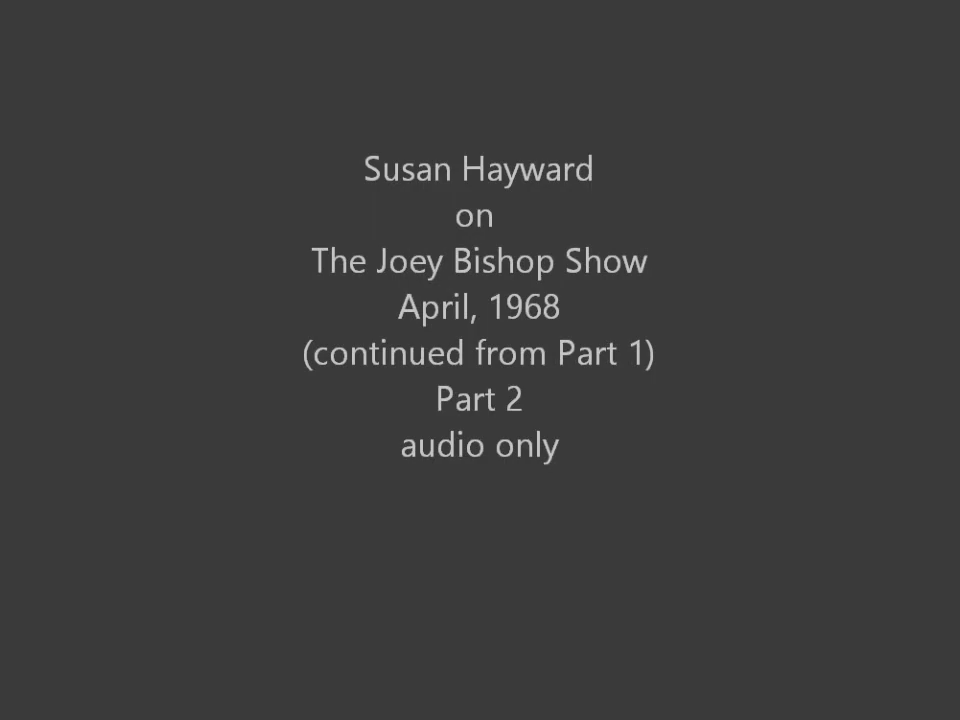 Susan Hayward
on
The Joey Bishop Show
April, 1968
(continued from Part 1)
Part 2
audio only